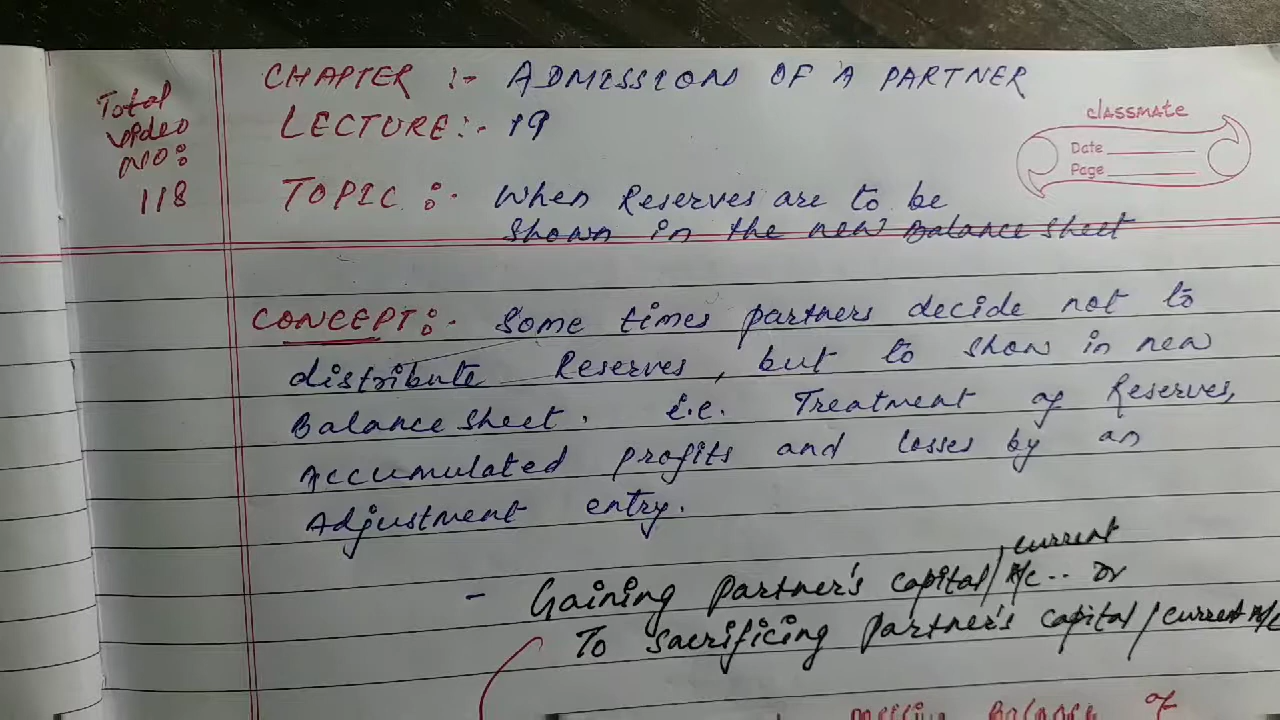 Total
video
no:
118
CHAPTER :- ADMISSION OF A PARTNER
LECTURE:- 19
classmate
Date
Page
TOPIC :- When Reserves are to be
shown in the new Balance sheet
CONCEPT:- Some times partners decide not to
distribute Reserves, but to show in new
Balance sheet. i.e. Treatment of Reserves,
Accumulated profits and losses by an
Adjustment entry.
- Gaining Partner's capital/current A/c.. Dr
To Sacrificing Partner's capital/current A/c
Balance of